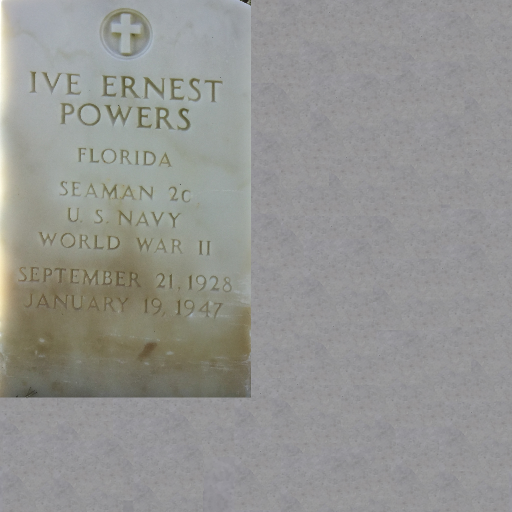 IVE ERNEST
POWERS
FLORIDA
SEAMAN 2C
U. S. NAVY
WORLD WAR II
SEPTEMBER 21, 1928
JANUARY 19, 1947